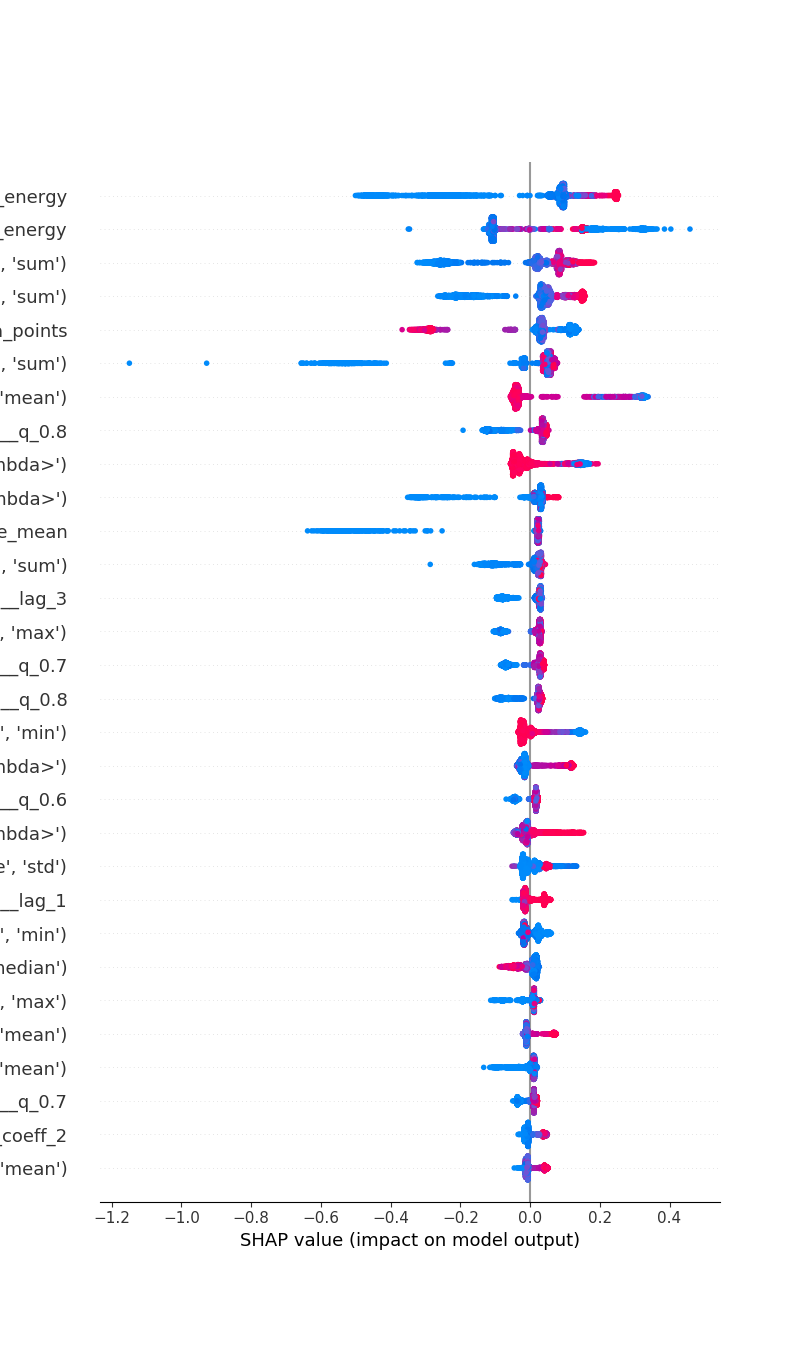 _energy
_energy
, 'sum')
, 'sum')
_points
, 'sum')
'mean')
__q_0.8
nbda>')
nbda>')
e_mean
, 'sum')
__lag_3
, 'max')
__q_0.7
__q_0.8
', 'min')
nbda>')
__q_0.6
nbda>')
e', 'std')
__lag_1
', 'min')
nedian')
, 'max')
'mean')
'mean')
__q_0.7
_coeff_2
'mean')
−1.2 −1.0 −0.8 −0.6 −0.4 −0.2 0.0 0.2 0.4
SHAP value (impact on model output)